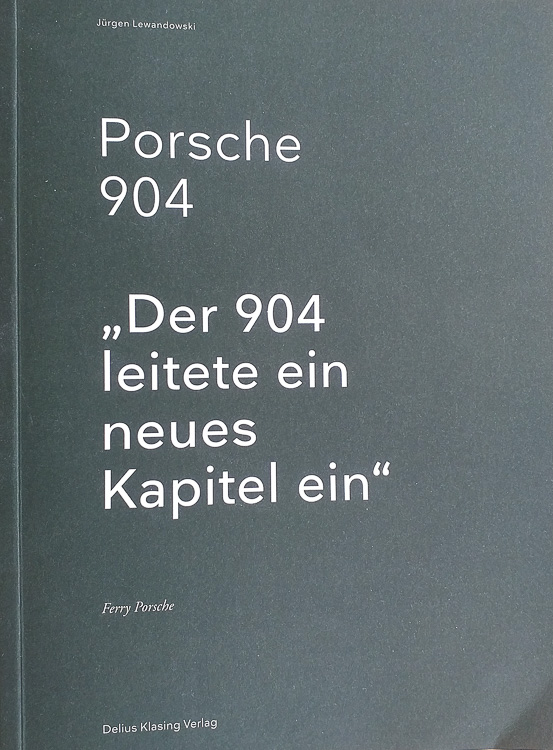 Jürgen Lewandowski
Porsche
904
„Der 904
leitete ein
neues
Kapitel ein“
Ferry Porsche
Delius Klasing Verlag